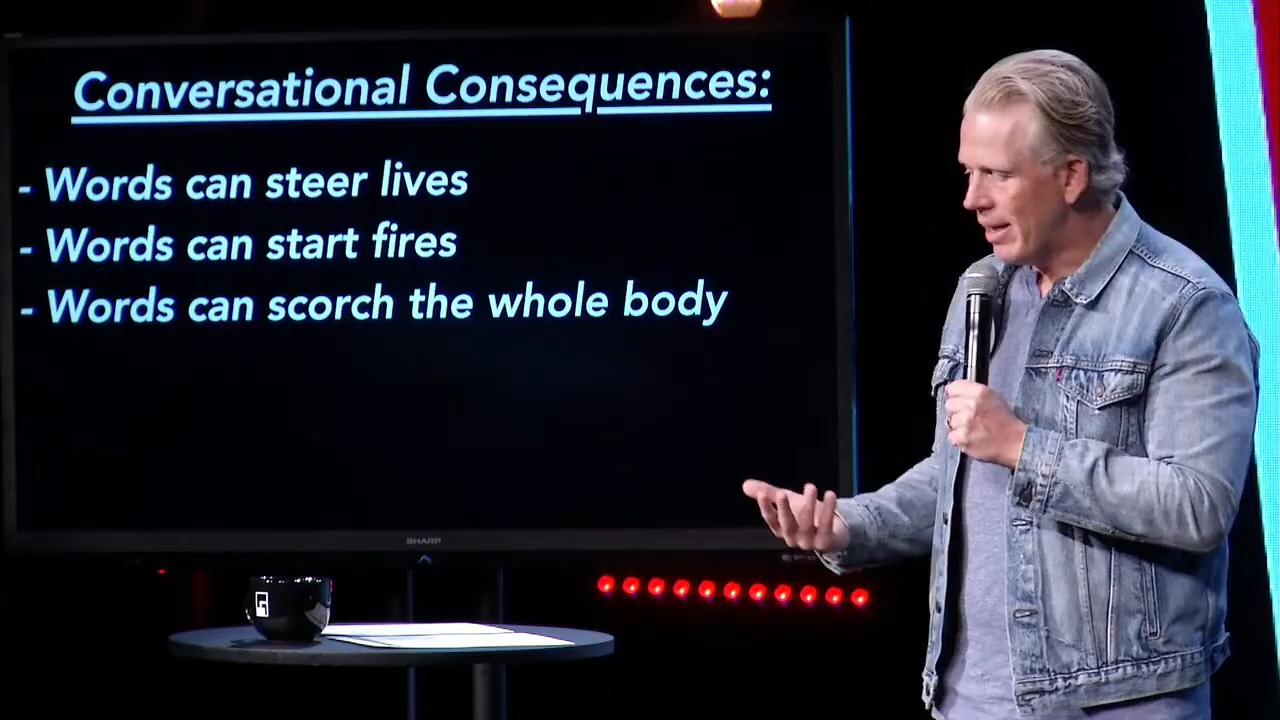 Conversational Consequences:
- Words can steer lives
- Words can start fires
- Words can scorch the whole body
SHARP